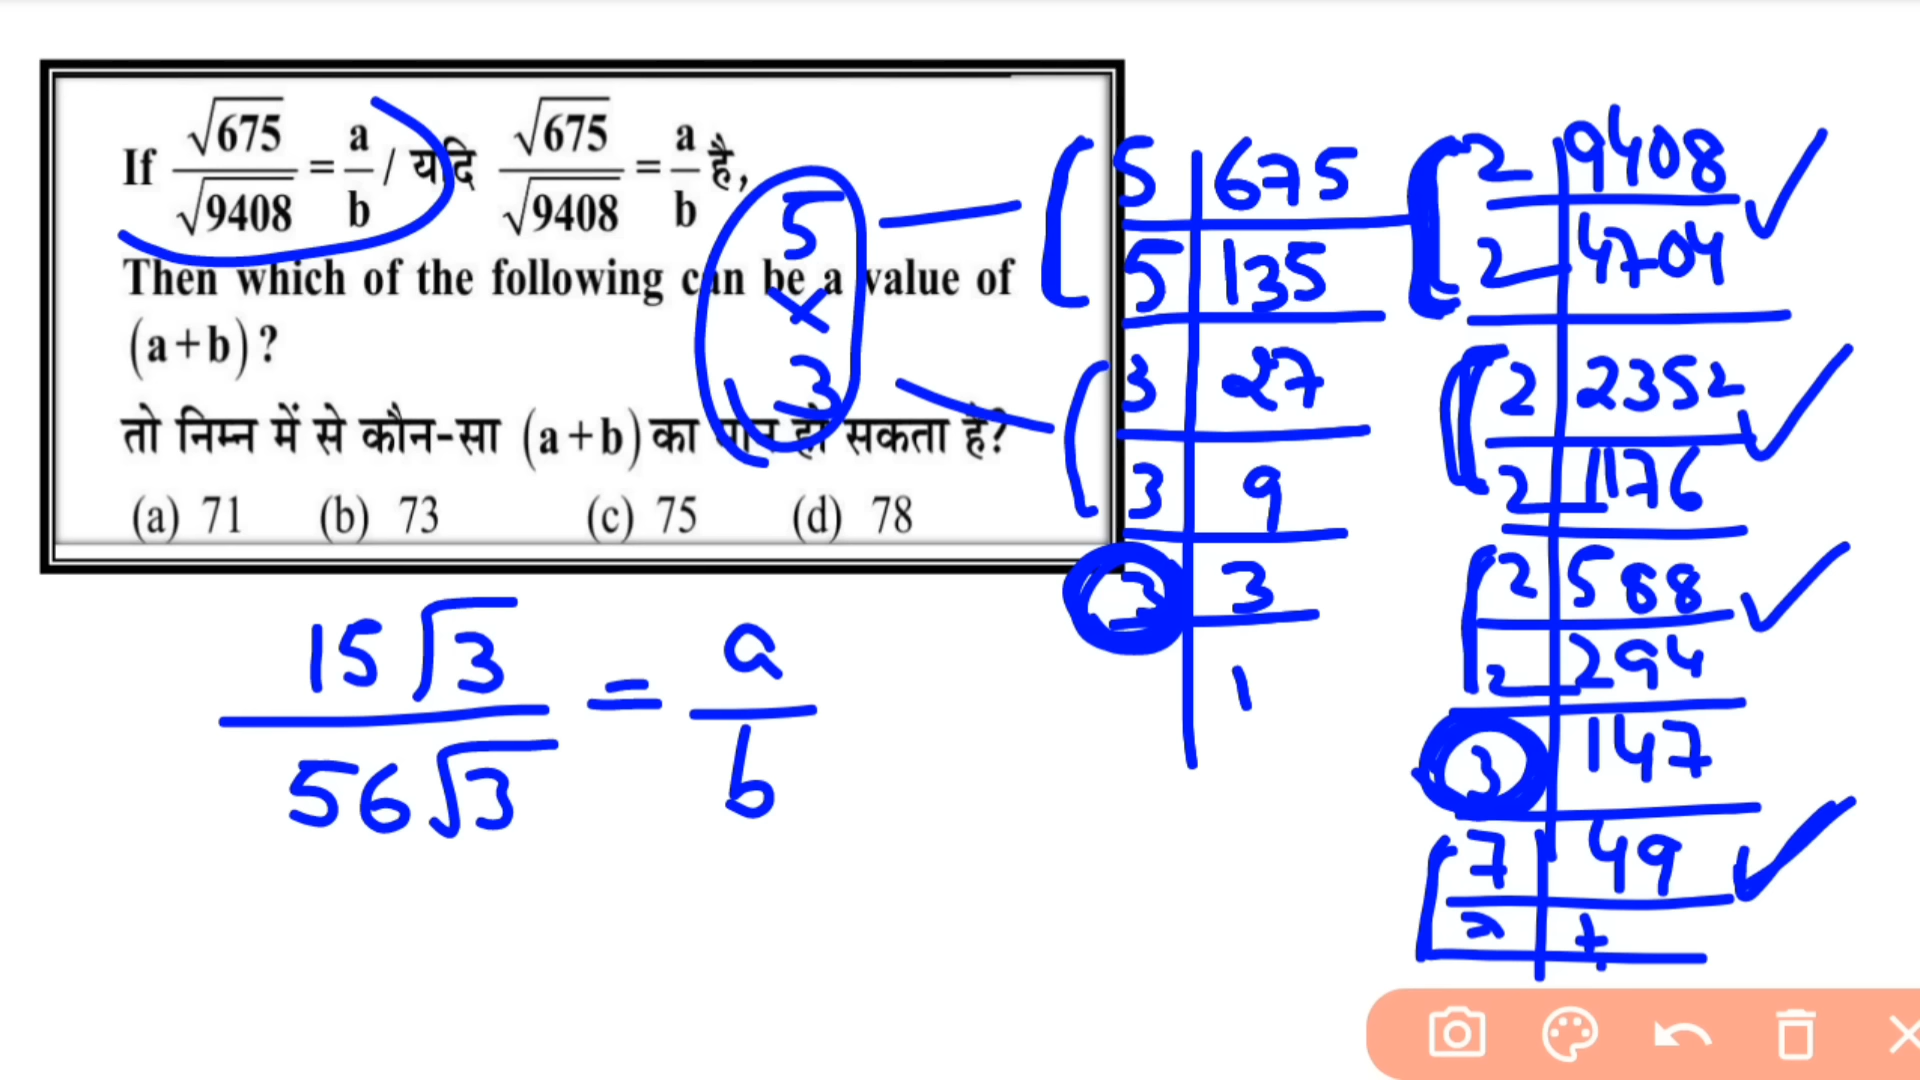 If √675/√9408 = a/b / यदि √675/√9408 = a/b है,
Then which of the following can be a value of
(a+b)?
तो निम्न में से कौन-सा (a+b) का मान हो सकता है?
(a) 71 (b) 73 (c) 75 (d) 78
5
×
3
15√3/56√3 = a/b
5 | 675
5 | 135
3 | 27
3 | 9
3 | 3
1
2 | 9408
2 | 4704
2 | 2352
2 | 1176
2 | 588
2 | 294
3 | 147
7 | 49
7 | 7